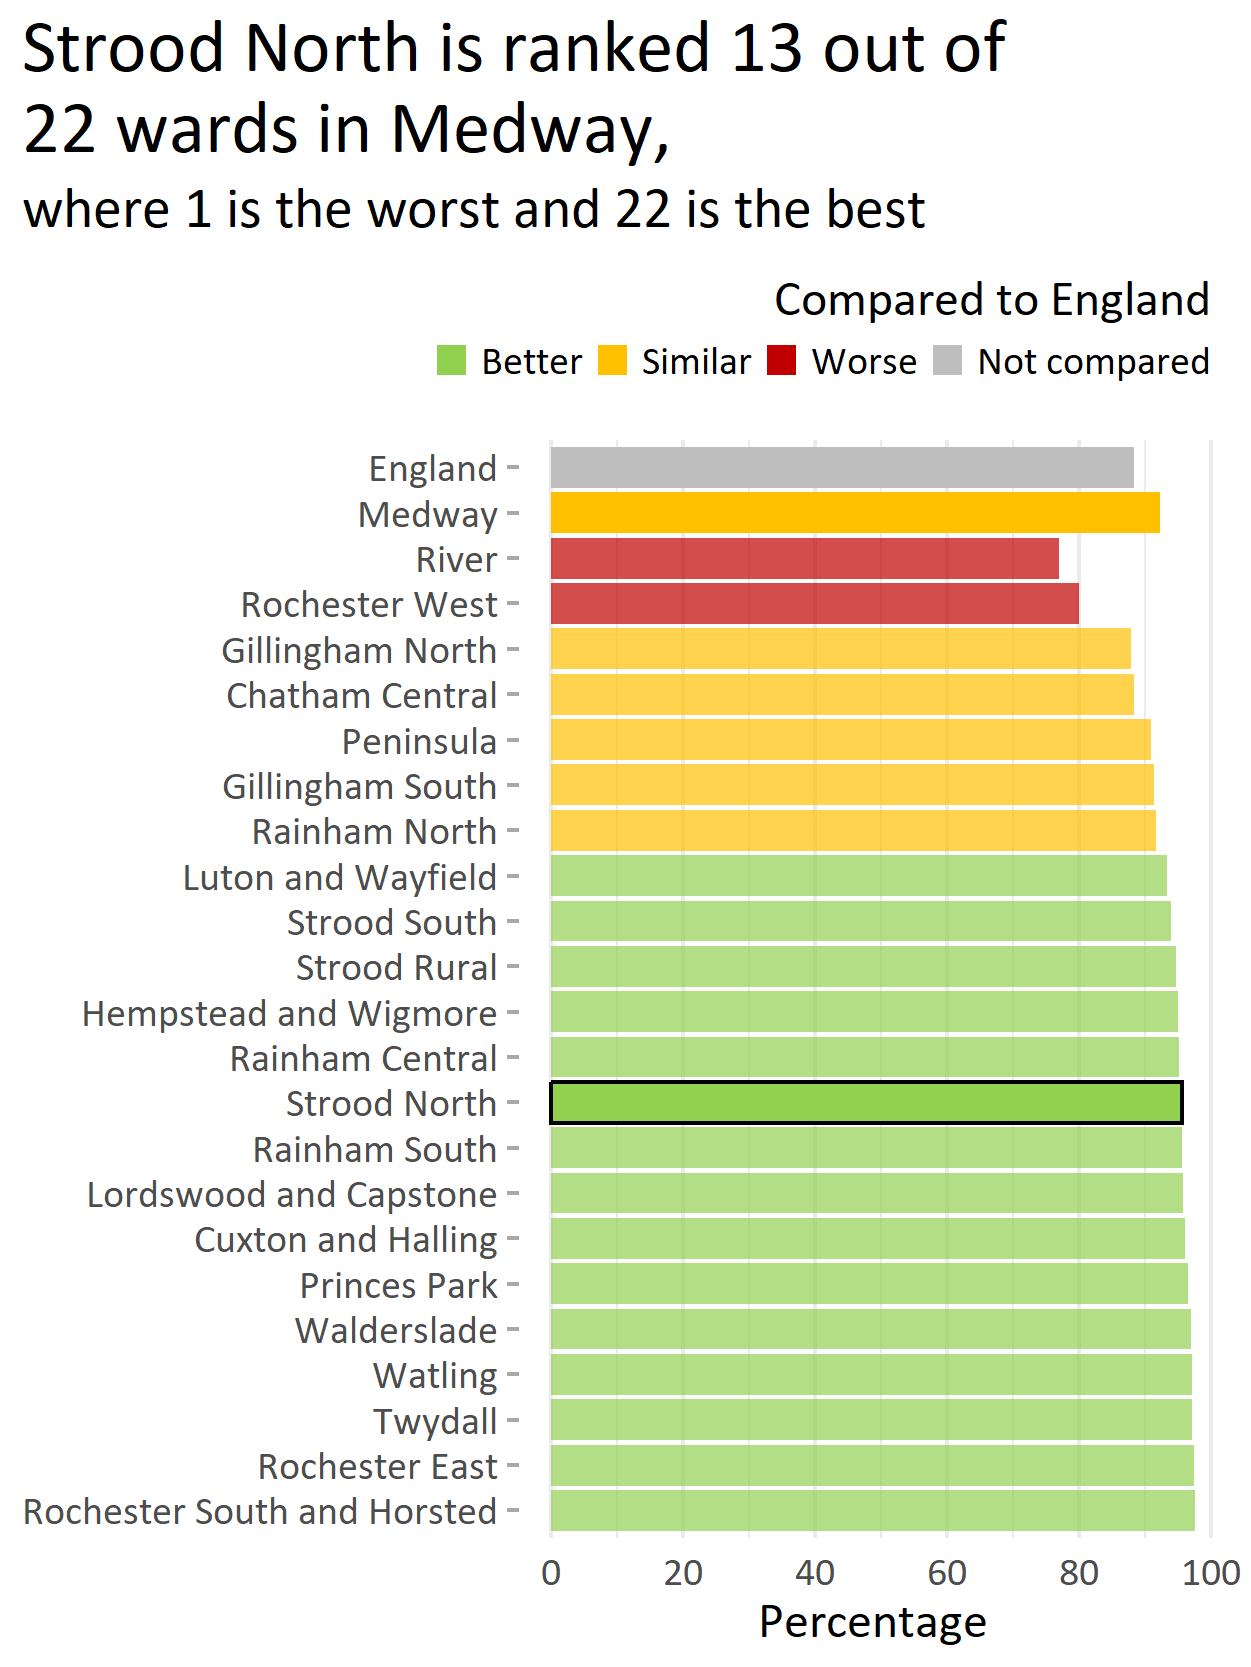 Strood North is ranked 13 out of
22 wards in Medway,
where 1 is the worst and 22 is the best
Compared to England
Better Similar Worse Not compared
England
Medway
River
Rochester West
Gillingham North
Chatham Central
Peninsula
Gillingham South
Rainham North
Luton and Wayfield
Strood South
Strood Rural
Hempstead and Wigmore
Rainham Central
Strood North
Rainham South
Lordswood and Capstone
Cuxton and Halling
Princes Park
Walderslade
Watling
Twydall
Rochester East
Rochester South and Horsted
0 20 40 60 80 100
Percentage